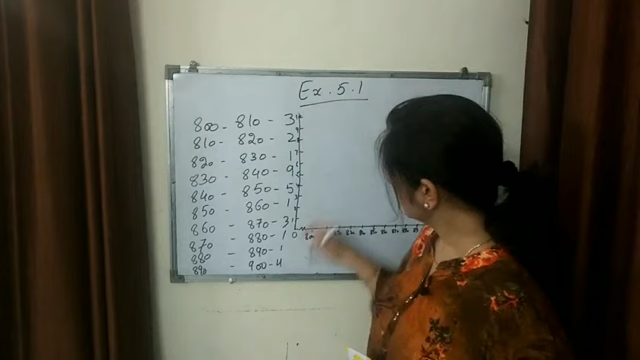 Ex. 5.1
800 - 810 - 3
810 - 820 - 2
820 - 830 - 1
830 - 840 - 9
840 - 850 - 5
850 - 860 - 1
860 - 870 - 3
870 - 880 - 1
880 - 890 - 1
890 - 900 - 4
0